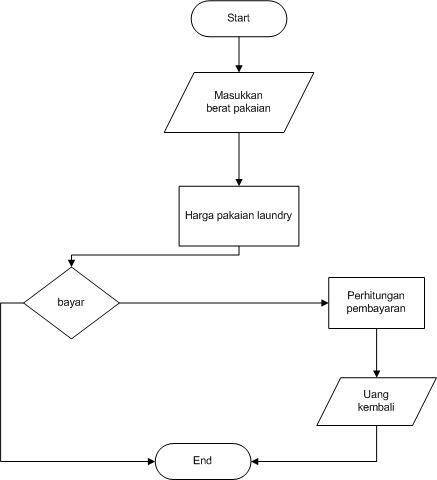 Start
Masukkan
berat pakaian
Harga pakaian laundry
bayar
Perhitungan
pembayaran
Uang
kembali
End